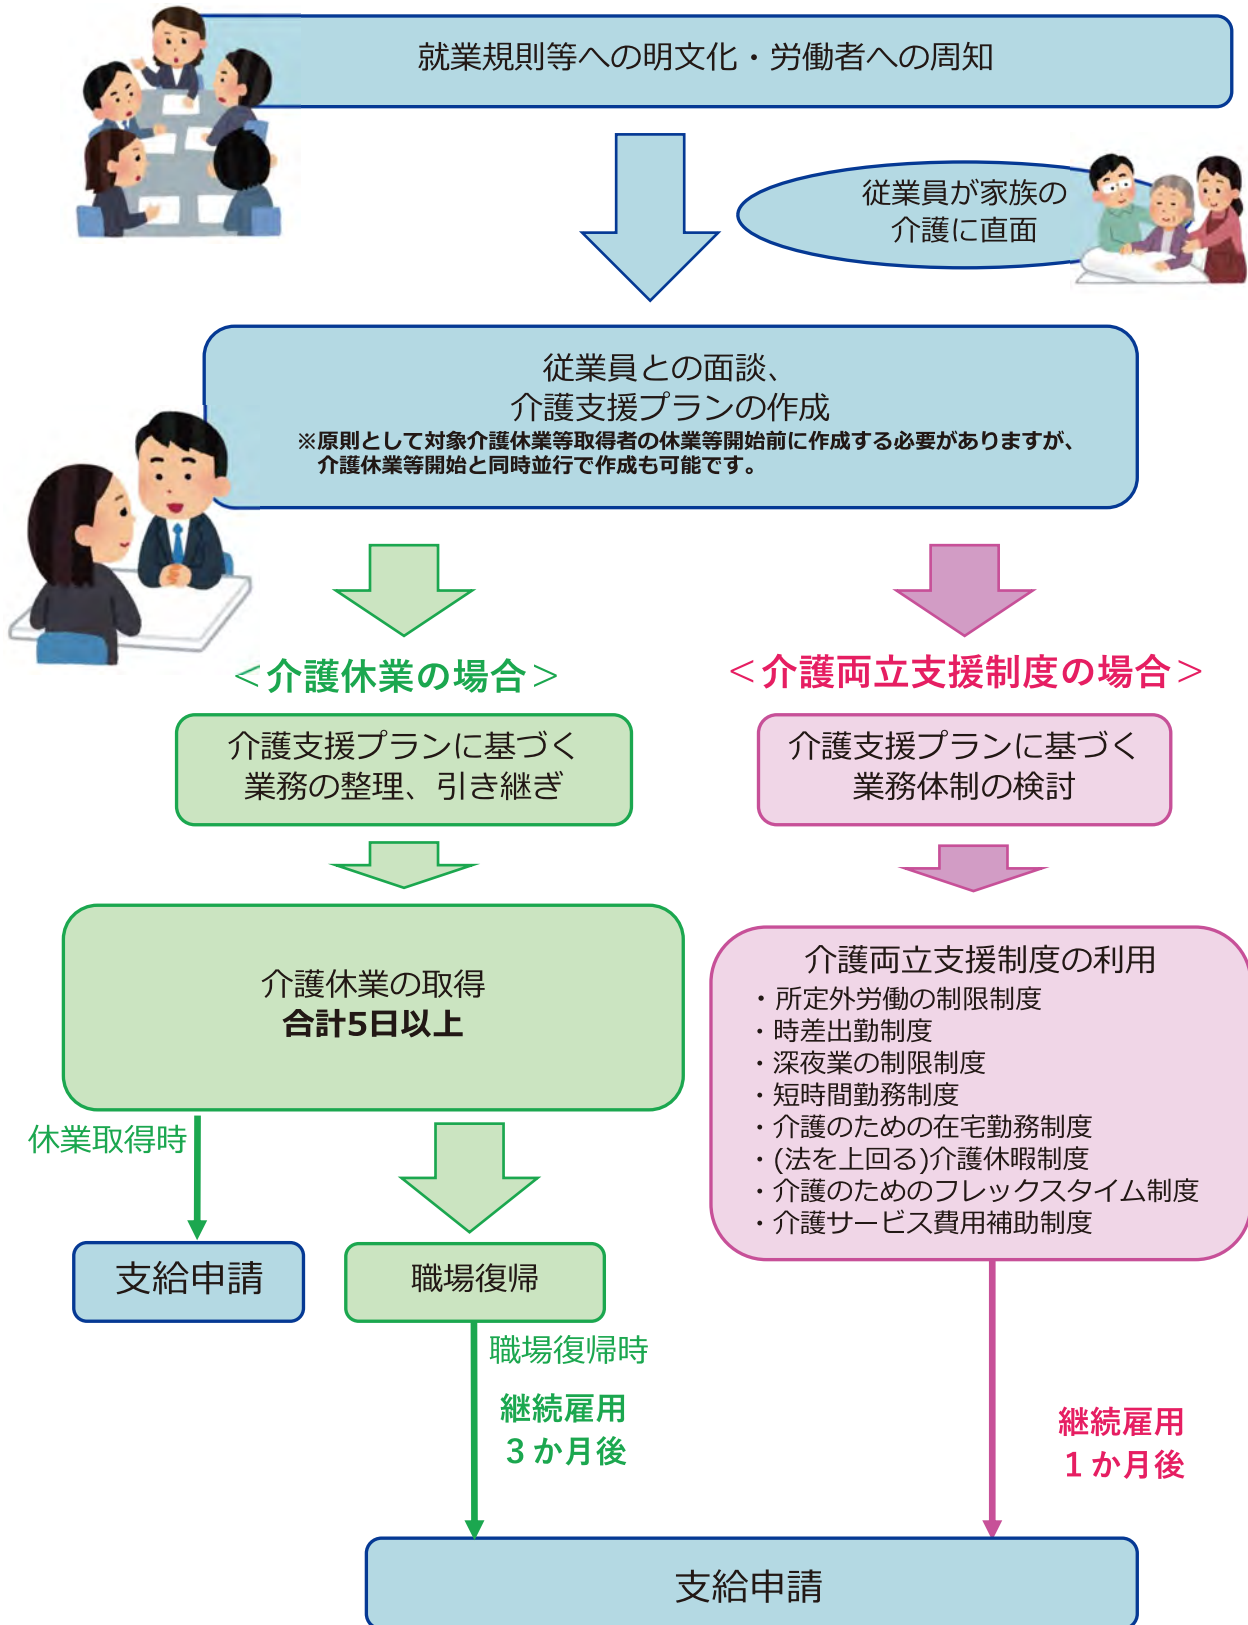 就業規則等への明文化・労働者への周知
従業員が家族の
介護に直面
従業員との面談、
介護支援プランの作成
※原則として対象介護休業等取得者の休業等開始前に作成する必要がありますが、
介護休業等開始と同時並行で作成も可能です。
＜介護休業の場合＞
介護支援プランに基づく
業務の整理、引き継ぎ
介護休業の取得
合計5日以上
休業取得時
支給申請
職場復帰
職場復帰時
継続雇用
３か月後
＜介護両立支援制度の場合＞
介護支援プランに基づく
業務体制の検討
介護両立支援制度の利用
・所定外労働の制限制度
・時差出勤制度
・深夜業の制限制度
・短時間勤務制度
・介護のための在宅勤務制度
・(法を上回る)介護休暇制度
・介護のためのフレックスタイム制度
・介護サービス費用補助制度
継続雇用
１か月後
支給申請